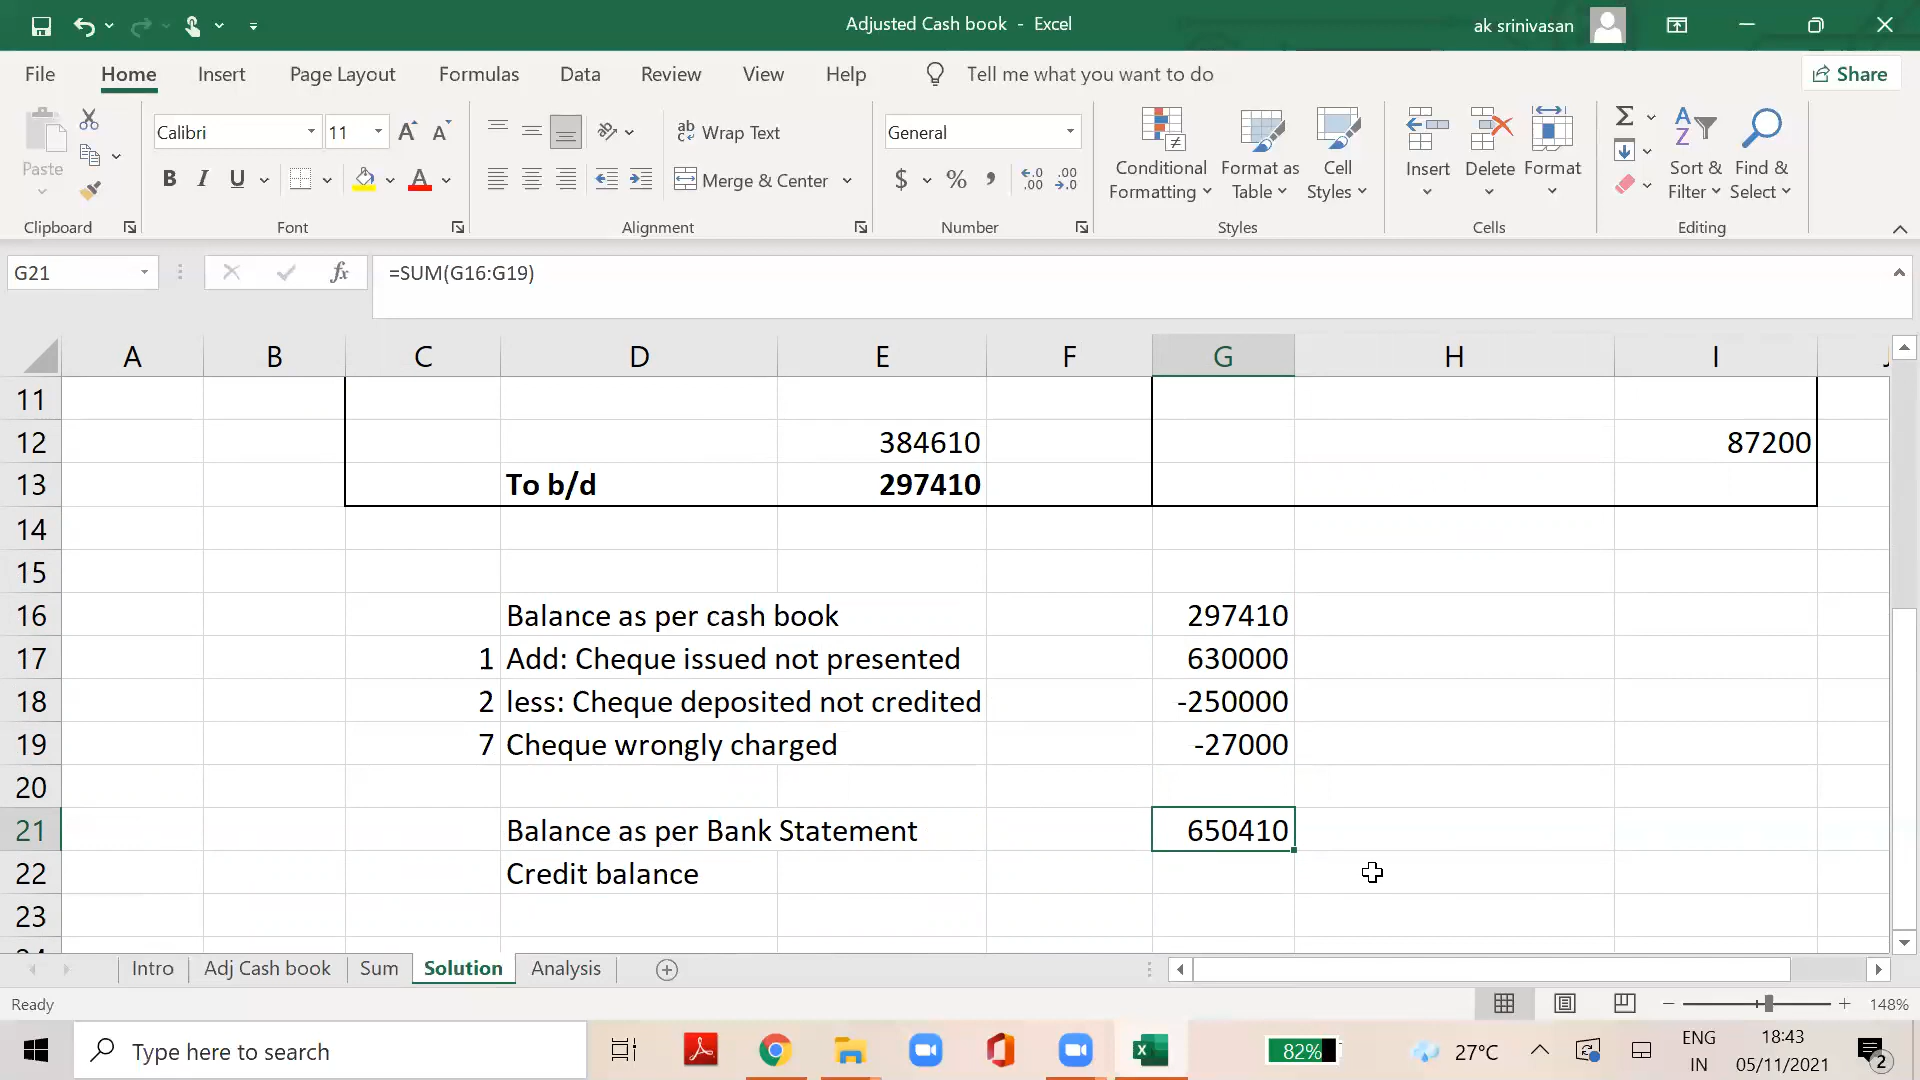 Adjusted Cash book - Excel
ak srinivasan
File Home Insert Page Layout Formulas Data Review View Help Tell me what you want to do Share
Paste
Calibri 11
Wrap Text
General
Merge & Center
$ % ,
Conditional Formatting
Format as Table
Cell Styles
Insert Delete Format
Sort & Filter
Find & Select
Clipboard Font Alignment Number Styles Cells Editing
G21 fx =SUM(G16:G19)
A B C D E F G H I
11
12 384610 87200
13 To b/d 297410
14
15
16 Balance as per cash book 297410
17 1 Add: Cheque issued not presented 630000
18 2 less: Cheque deposited not credited -250000
19 7 Cheque wrongly charged -27000
20
21 Balance as per Bank Statement 650410
22 Credit balance
23
Intro Adj Cash book Sum Solution Analysis
Ready 148%
Type here to search
82% 27°C ENG IN 18:43 05/11/2021 2